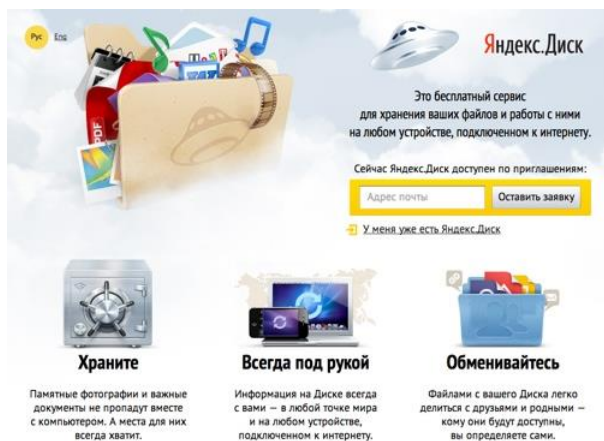 Рус Eng
Яндекс.Диск
Это бесплатный сервис
для хранения ваших файлов и работы с ними
на любом устройстве, подключенном к интернету.
Сейчас Яндекс.Диск доступен по приглашениям:
Адрес почты
Оставить заявку
У меня уже есть Яндекс.Диск
PDF
Храните
Памятные фотографии и важные
документы не пропадут вместе
с компьютером. А места для них
всегда хватит.
Всегда под рукой
Информация на Диске всегда
с вами — в любой точке мира
и на любом устройстве,
подключенном к интернету.
Обменивайтесь
Файлами с вашего Диска легко
делиться с друзьями и родными —
кому они будут доступны,
вы определяете сами.